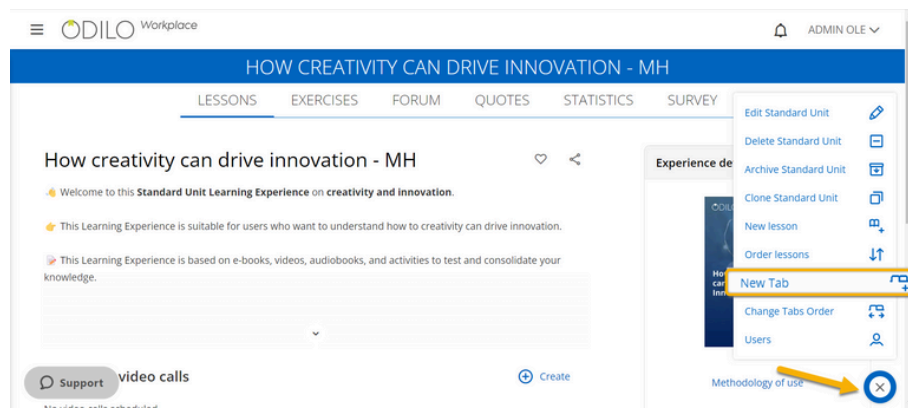 ODILO Workplace
ADMIN OLE
HOW CREATIVITY CAN DRIVE INNOVATION - MH
LESSONS EXERCISES FORUM QUOTES STATISTICS SURVEY
How creativity can drive innovation - MH
Welcome to this Standard Unit Learning Experience on creativity and innovation.
This Learning Experience is suitable for users who want to understand how to creativity can drive innovation.
This Learning Experience is based on e-books, videos, audiobooks, and activities to test and consolidate your
knowledge.
video calls
Create
Support
No video calls scheduled
Experience de
Methodology of use
Edit Standard Unit
Delete Standard Unit
Archive Standard Unit
Clone Standard Unit
New lesson
Order lessons
New Tab
Change Tabs Order
Users